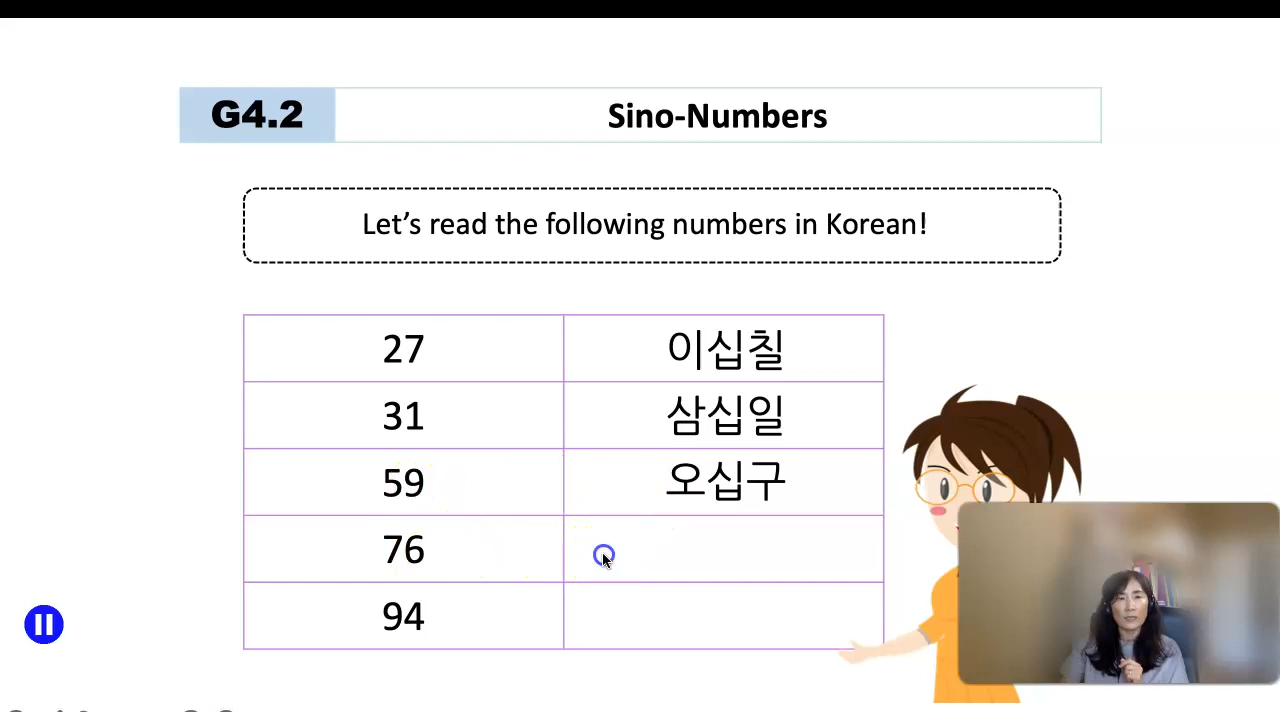 G4.2 Sino-Numbers
Let's read the following numbers in Korean!
27 이십칠
31 삼십일
59 오십구
76
94